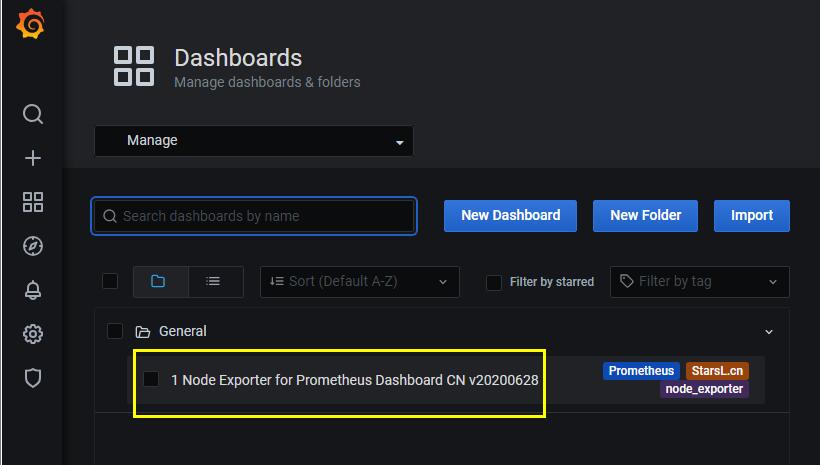 Dashboards
Manage dashboards & folders
Manage
Search dashboards by name
New Dashboard
New Folder
Import
Sort (Default A-Z)
Filter by starred
Filter by tag
General
1 Node Exporter for Prometheus Dashboard CN v20200628
Prometheus
StarsL.cn
node_exporter